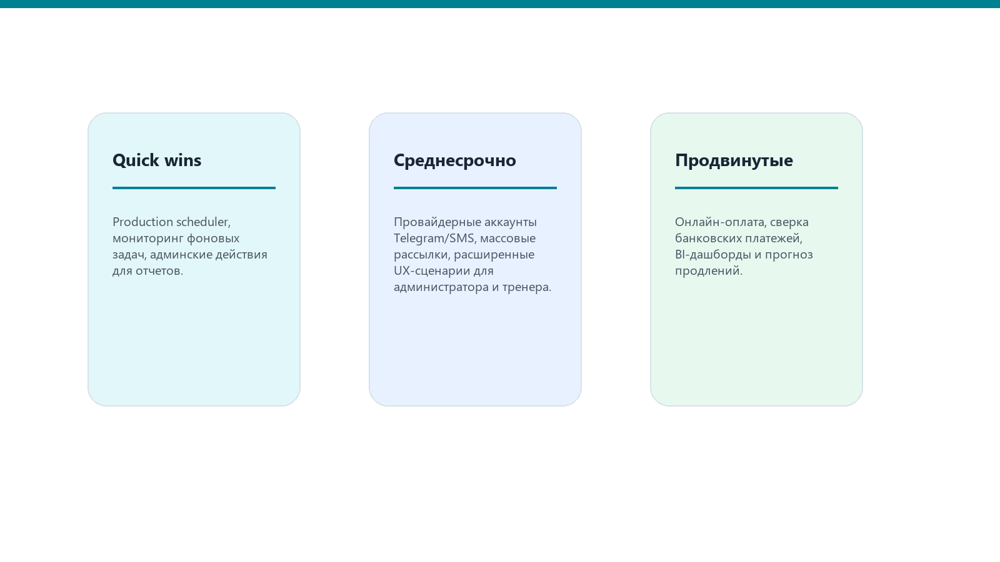 Quick wins
Production scheduler,
мониторинг фоновых
задач, админские действия
для отчетов.
Среднесрочно
Провайдерные аккаунты
Telegram/SMS, массовые
рассылки, расширенные
UX-сценарии для
администратора и тренера.
Продвинутые
Онлайн-оплата, сверка
банковских платежей,
BI-дашборды и прогноз
продлений.